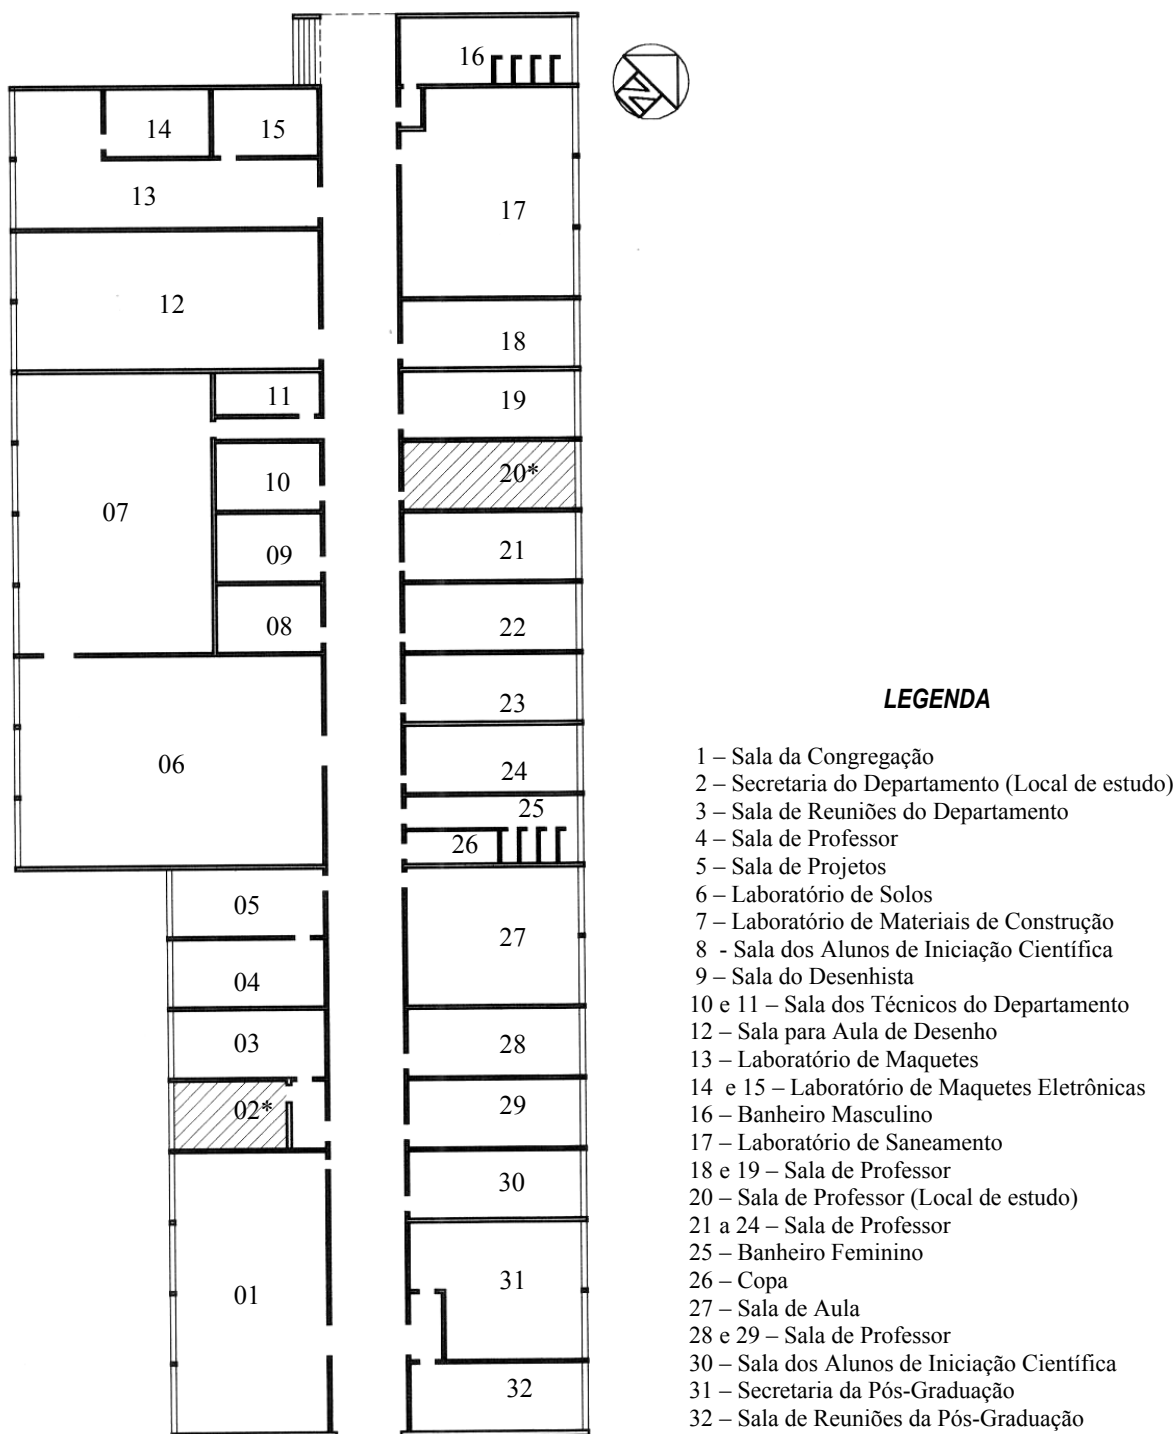 16
14
15
13
17
12
18
11
19
10
20*
07
09
21
08
22
23
06
24
25
26
05
27
04
03
28
02*
29
30
01
31
32
N
LEGENDA
1 – Sala da Congregação
2 – Secretaria do Departamento (Local de estudo)
3 – Sala de Reuniões do Departamento
4 – Sala de Professor
5 – Sala de Projetos
6 – Laboratório de Solos
7 – Laboratório de Materiais de Construção
8 - Sala dos Alunos de Iniciação Científica
9 – Sala do Desenhista
10 e 11 – Sala dos Técnicos do Departamento
12 – Sala para Aula de Desenho
13 – Laboratório de Maquetes
14 e 15 – Laboratório de Maquetes Eletrônicas
16 – Banheiro Masculino
17 – Laboratório de Saneamento
18 e 19 – Sala de Professor
20 – Sala de Professor (Local de estudo)
21 a 24 – Sala de Professor
25 – Banheiro Feminino
26 – Copa
27 – Sala de Aula
28 e 29 – Sala de Professor
30 – Sala dos Alunos de Iniciação Científica
31 – Secretaria da Pós-Graduação
32 – Sala de Reuniões da Pós-Graduação